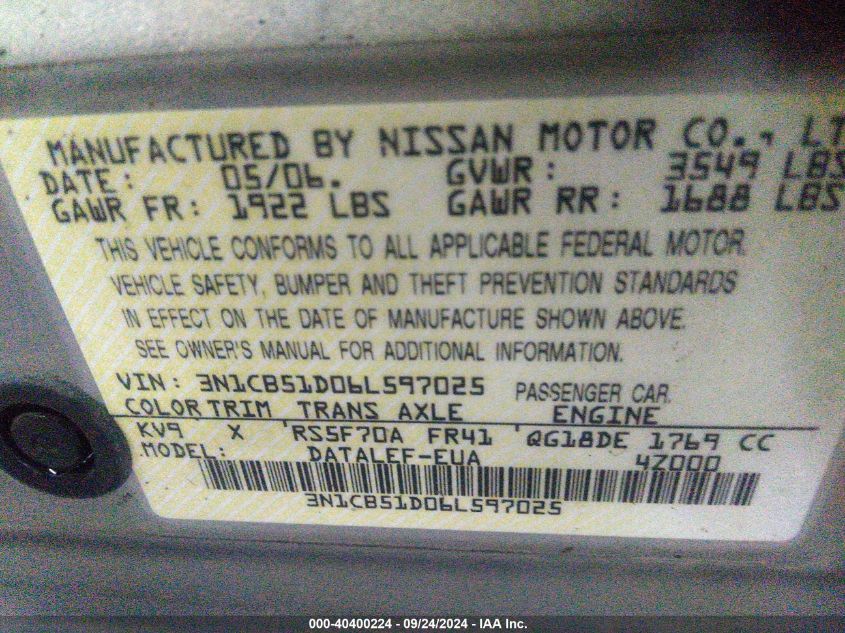 MANUFACTURED BY NISSAN MOTOR CO., LT
DATE: 05/06. GVWR: 3549 LBS
GAWR FR: 1922 LBS GAWR RR: 1688 LBS
THIS VEHICLE CONFORMS TO ALL APPLICABLE FEDERAL MOTOR
VEHICLE SAFETY, BUMPER AND THEFT PREVENTION STANDARDS
IN EFFECT ON THE DATE OF MANUFACTURE SHOWN ABOVE.
SEE OWNER'S MANUAL FOR ADDITIONAL INFORMATION.
VIN: 3N1CB51D06L597025 PASSENGER CAR
COLOR TRIM TRANS AXLE ENGINE
KV9 X RS5F70A FR41 QG18DE 1769 CC
MODEL: DATALEF-EUA 4Z000
3N1CB51D06L597025
000-40400224 - 09/24/2024 - IAA Inc.